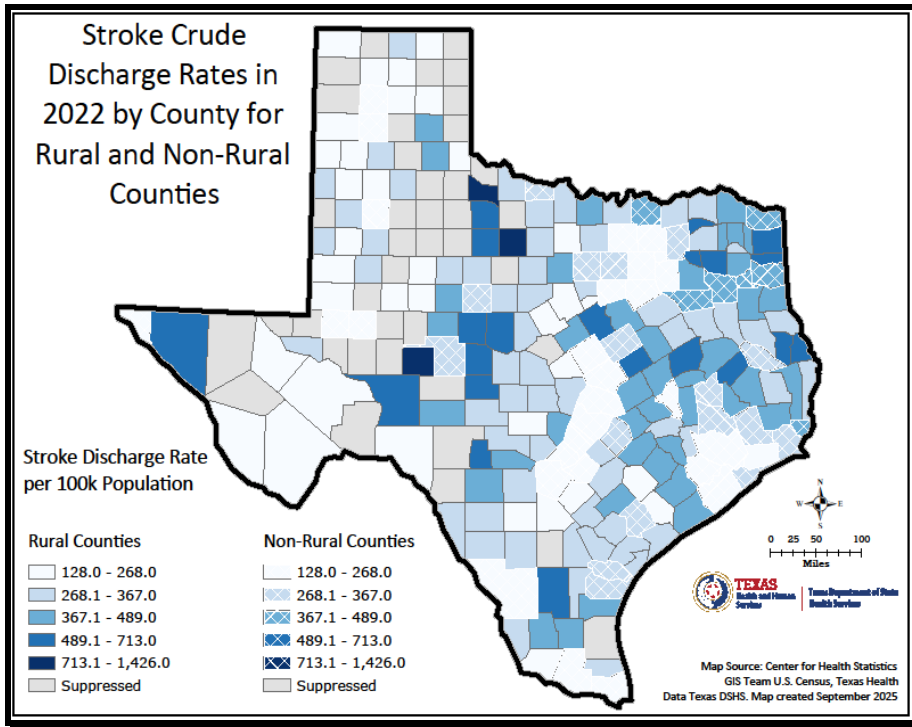 Stroke Crude
Discharge Rates in
2022 by County for
Rural and Non-Rural
Counties
Stroke Discharge Rate
per 100k Population
Rural Counties
128.0 - 268.0
268.1 - 367.0
367.1 - 489.0
489.1 - 713.0
713.1 - 1,426.0
Suppressed
Non-Rural Counties
128.0 - 268.0
268.1 - 367.0
367.1 - 489.0
489.1 - 713.0
713.1 - 1,426.0
Suppressed
N
W E
S
0 25 50 100
Miles
TEXAS
Health and Human
Services
Texas Department of State
Health Services
Map Source: Center for Health Statistics
GIS Team U.S. Census, Texas Health
Data Texas DSHS. Map created September 2025